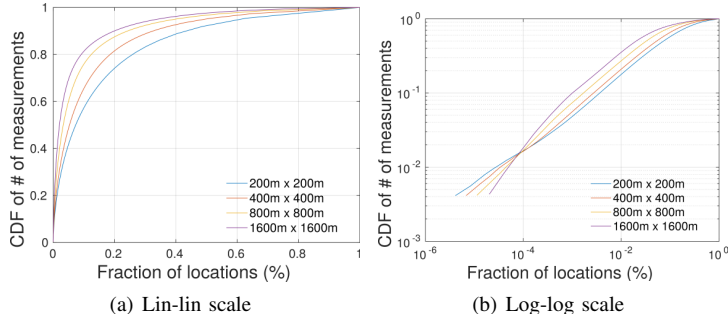 CDF of # of measurements
1
0.8
0.6
0.4
0.2
0
0 0.2 0.4 0.6 0.8 1
Fraction of locations (%)
200m x 200m
400m x 400m
800m x 800m
1600m x 1600m
(a) Lin-lin scale
CDF of # of measurements
10^0
10^-1
10^-2
10^-3
10^-6 10^-4 10^-2 10^0
Fraction of locations (%)
200m x 200m
400m x 400m
800m x 800m
1600m x 1600m
(b) Log-log scale